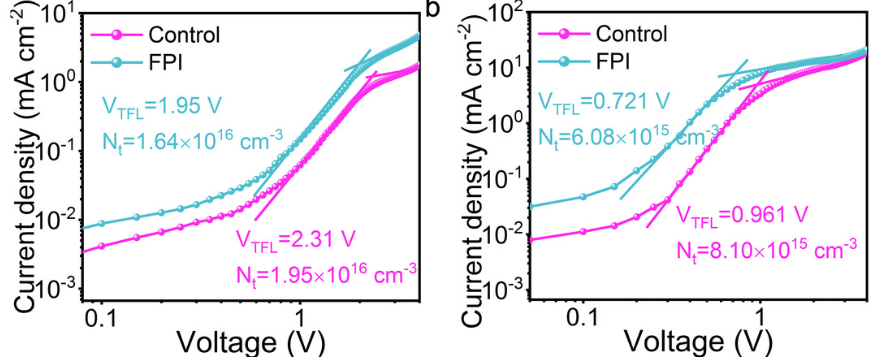 Current density (mA cm⁻²)
10¹
10⁰
10⁻¹
10⁻²
10⁻³
Control
FPI
V_TFL=1.95 V
N_t=1.64×10¹⁶ cm⁻³
V_TFL=2.31 V
N_t=1.95×10¹⁶ cm⁻³
0.1
1
Voltage (V)
b
Current density (mA cm⁻²)
10²
10¹
10⁰
10⁻¹
10⁻²
10⁻³
Control
FPI
V_TFL=0.721 V
N_t=6.08×10¹⁵ cm⁻³
V_TFL=0.961 V
N_t=8.10×10¹⁵ cm⁻³
0.1
1
Voltage (V)